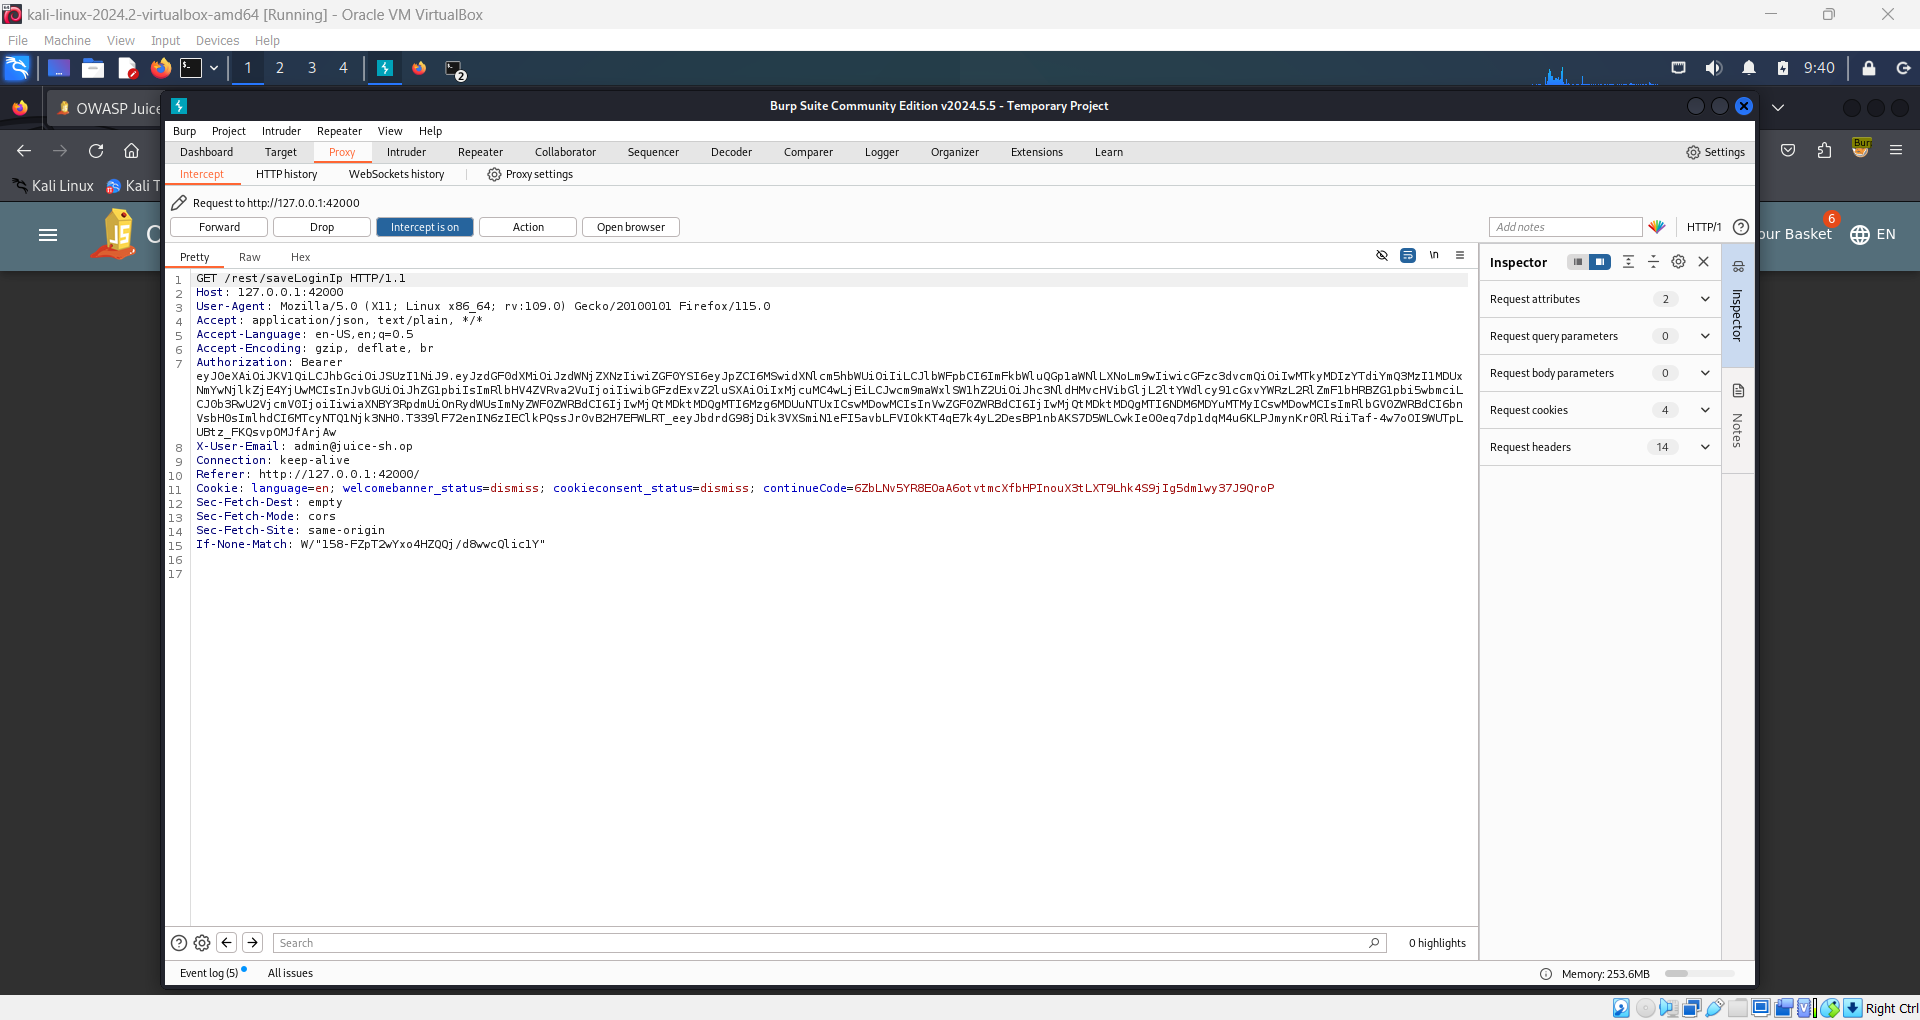 kali-linux-2024.2-virtualbox-amd64 [Running] - Oracle VM VirtualBox
File Machine View Input Devices Help
1 2 3 4 2 9:40
OWASP Juice
Burp Suite Community Edition v2024.5.5 - Temporary Project
Burp Project Intruder Repeater View Help
Dashboard Target Proxy Intruder Repeater Collaborator Sequencer Decoder Comparer Logger Organizer Extensions Learn Settings
Intercept HTTP history WebSockets history Proxy settings
Kali Linux Kali T
Request to http://127.0.0.1:42000
Forward Drop Intercept is on Action Open browser Add notes HTTP/1
our Basket 6 EN
Pretty Raw Hex \n
Inspector
1 GET /rest/saveLoginIp HTTP/1.1
2 Host: 127.0.0.1:42000
3 User-Agent: Mozilla/5.0 (X11; Linux x86_64; rv:109.0) Gecko/20100101 Firefox/115.0
4 Accept: application/json, text/plain, */*
5 Accept-Language: en-US,en;q=0.5
6 Accept-Encoding: gzip, deflate, br
7 Authorization: Bearer
8 X-User-Email: admin@juice-sh.op
9 Connection: keep-alive
10 Referer: http://127.0.0.1:42000/
11 Cookie: language=en; welcomebanner_status=dismiss; cookieconsent_status=dismiss; continueCode=
12 Sec-Fetch-Dest: empty
13 Sec-Fetch-Mode: cors
14 Sec-Fetch-Site: same-origin
15 If-None-Match: W/"158-FZpT2wYxo4HZQQj/d8wwcQlic1Y"
16
17
Request attributes 2
Request query parameters 0
Request body parameters 0
Request cookies 4
Request headers 14
Inspector
Notes
Search 0 highlights
Event log (5) All issues Memory: 253.6MB
Right Ctrl